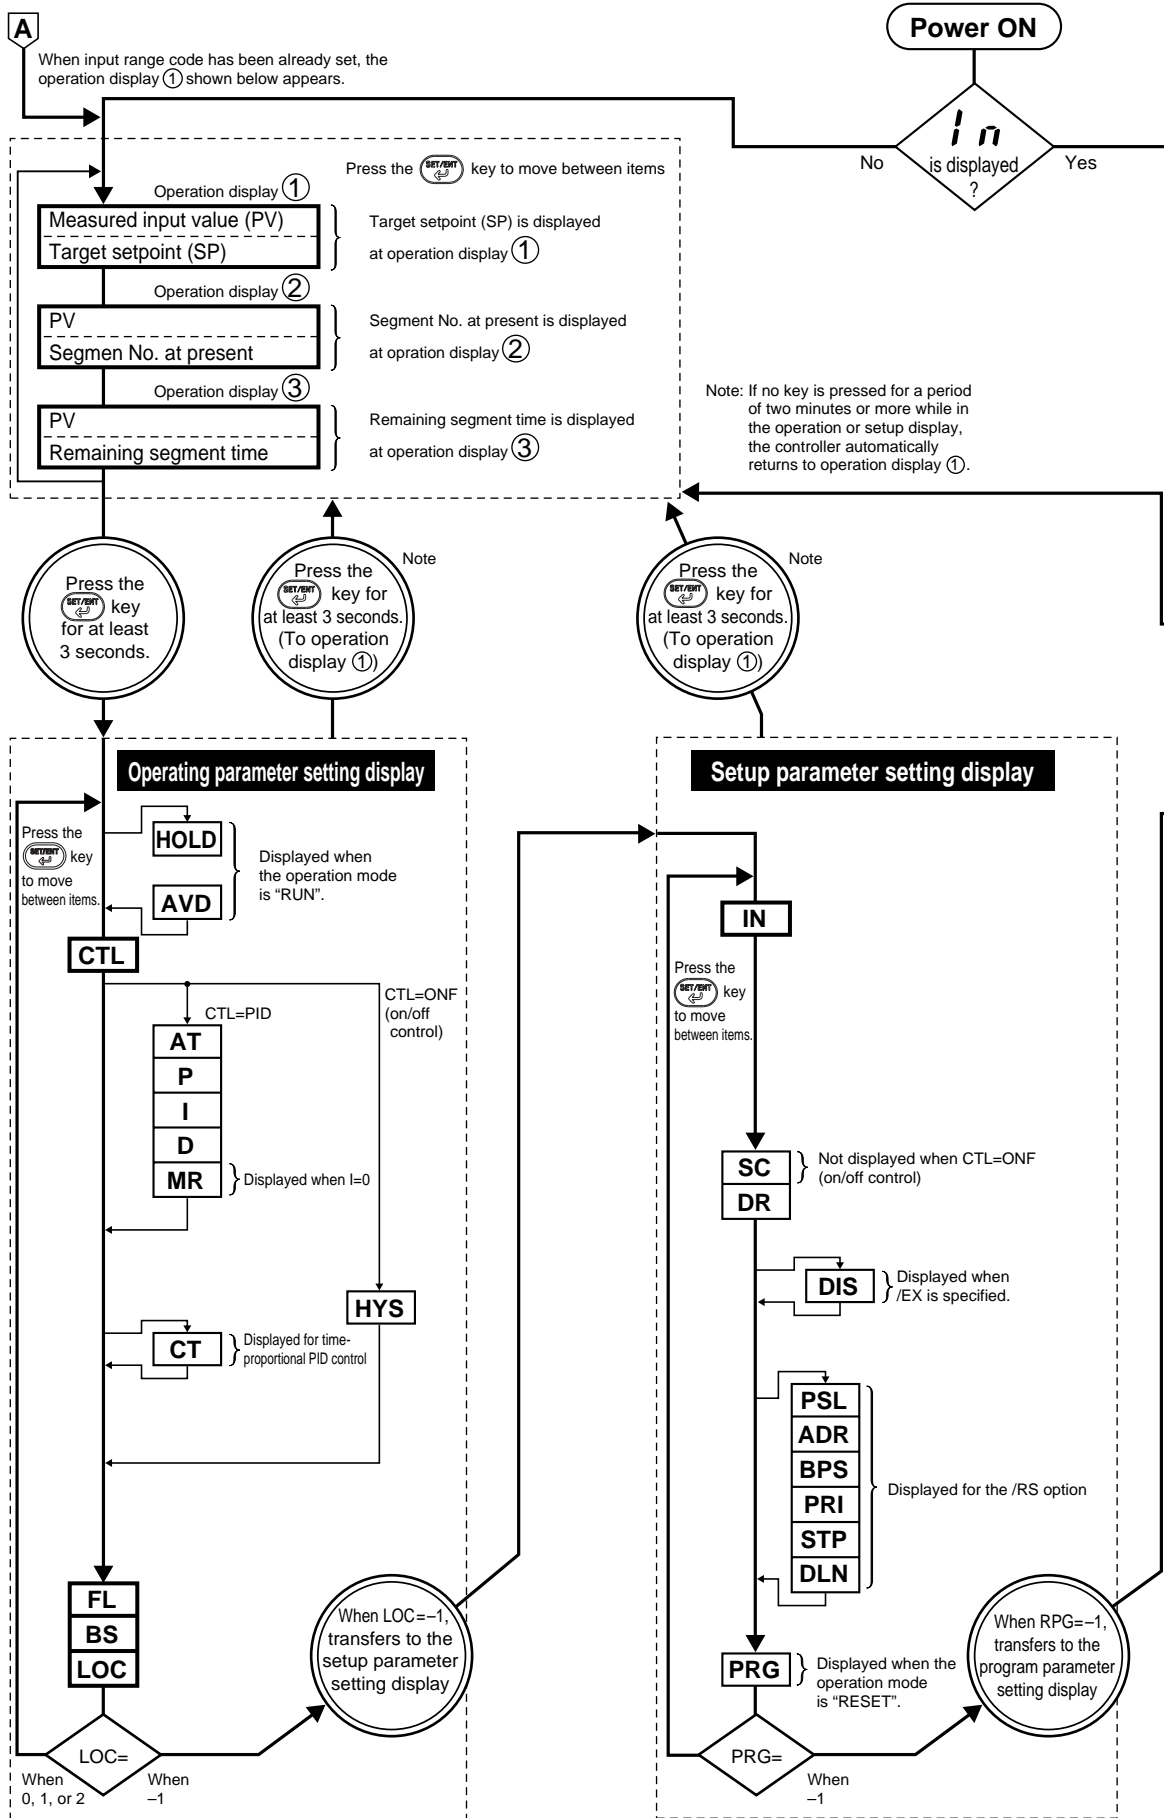 A
When input range code has been already set, the
operation display ① shown below appears.
Power ON
In
is displayed
?
No
Yes
Press the SET/ENT key to move between items
Operation display ①
Measured input value (PV)
Target setpoint (SP)
Target setpoint (SP) is displayed
at operation display ①
Operation display ②
PV
Segmen No. at present
Segment No. at present is displayed
at opration display ②
Operation display ③
PV
Remaining segment time
Remaining segment time is displayed
at operation display ③
Note: If no key is pressed for a period
of two minutes or more while in
the operation or setup display,
the controller automatically
returns to operation display ①.
Press the
SET/ENT key
for at least
3 seconds.
Note
Press the
SET/ENT key for
at least 3 seconds.
(To operation
display ①)
Note
Press the
SET/ENT key for
at least 3 seconds.
(To operation
display ①)
Operating parameter setting display
Press the
SET/ENT key
to move
between items.
HOLD
AVD
Displayed when
the operation mode
is “RUN”.
CTL
CTL=PID
CTL=ONF
(on/off
control)
AT
P
I
D
MR
Displayed when I=0
HYS
CT
Displayed for time-
proportional PID control
FL
BS
LOC
LOC=
When
0, 1, or 2
When
–1
When LOC=–1,
transfers to the
setup parameter
setting display
Setup parameter setting display
IN
Press the
SET/ENT key
to move
between items.
SC
DR
Not displayed when CTL=ONF
(on/off control)
DIS
Displayed when
/EX is specified.
PSL
ADR
BPS
PRI
STP
DLN
Displayed for the /RS option
PRG
Displayed when the
operation mode
is “RESET”.
PRG=
When
–1
When RPG=–1,
transfers to the
program parameter
setting display